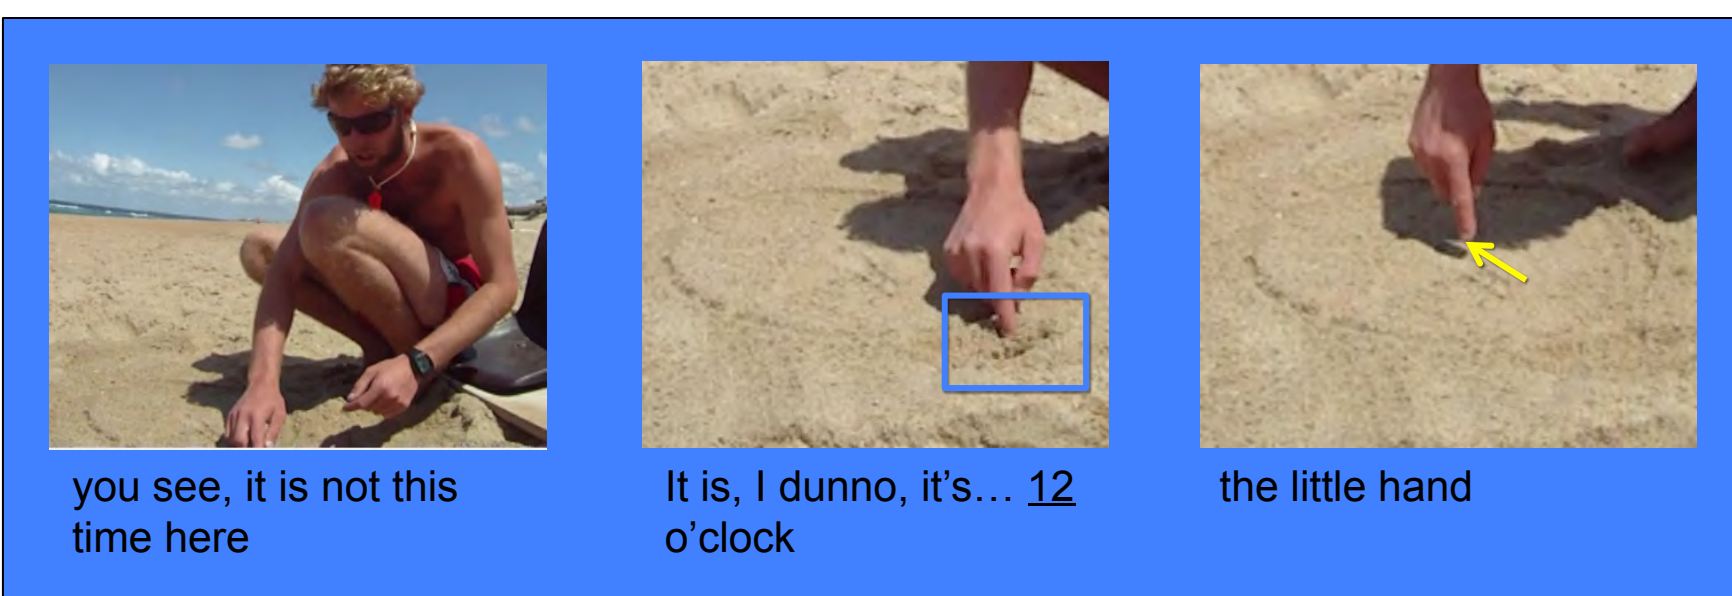 you see, it is not this
time here
It is, I dunno, it's… 12
o'clock
the little hand